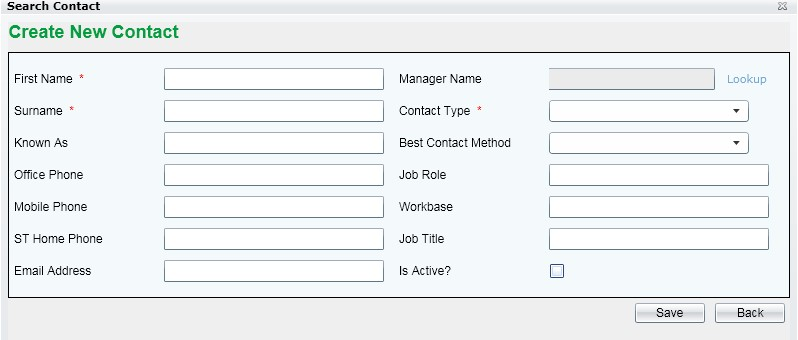 Search Contact
Create New Contact
First Name * Manager Name Lookup
Surname * Contact Type *
Known As Best Contact Method
Office Phone Job Role
Mobile Phone Workbase
ST Home Phone Job Title
Email Address Is Active?
Save Back